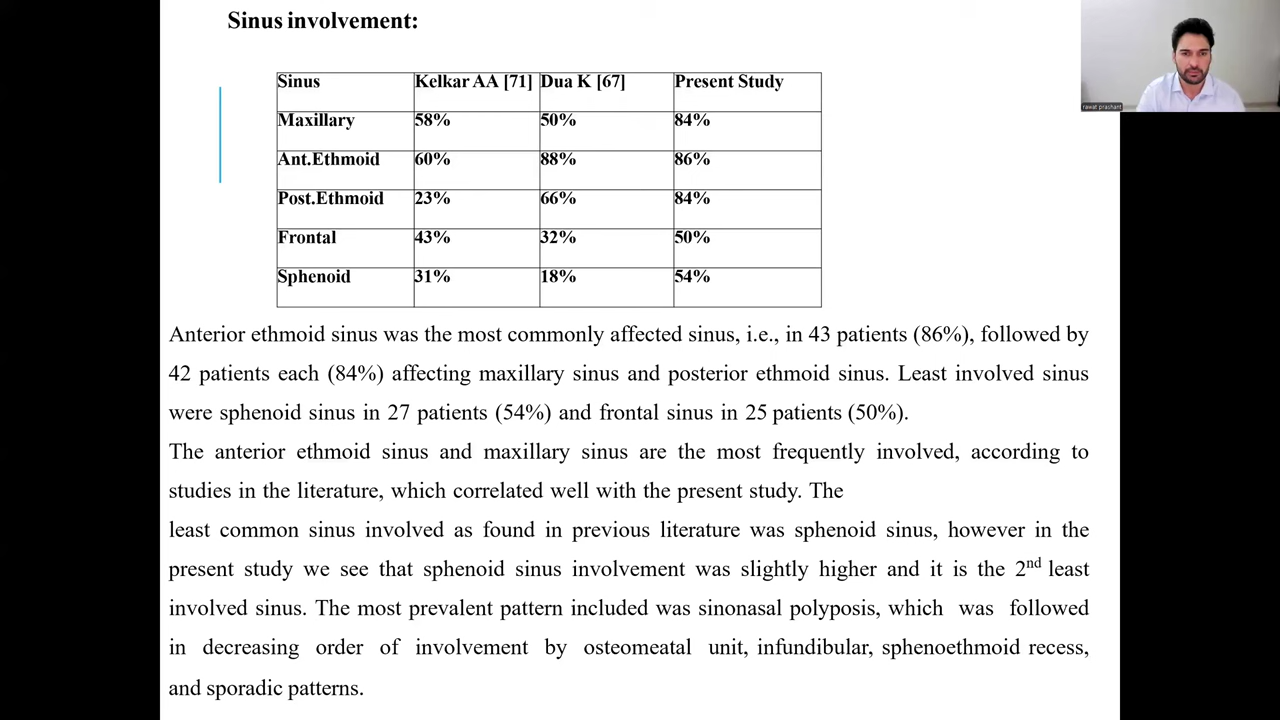 Sinus involvement:
rawat prashant
Sinus Kelkar AA [71] Dua K [67] Present Study
Maxillary 58% 50% 84%
Ant.Ethmoid 60% 88% 86%
Post.Ethmoid 23% 66% 84%
Frontal 43% 32% 50%
Sphenoid 31% 18% 54%
Anterior ethmoid sinus was the most commonly affected sinus, i.e., in 43 patients (86%), followed by
42 patients each (84%) affecting maxillary sinus and posterior ethmoid sinus. Least involved sinus
were sphenoid sinus in 27 patients (54%) and frontal sinus in 25 patients (50%).
The anterior ethmoid sinus and maxillary sinus are the most frequently involved, according to
studies in the literature, which correlated well with the present study. The
least common sinus involved as found in previous literature was sphenoid sinus, however in the
present study we see that sphenoid sinus involvement was slightly higher and it is the 2nd least
involved sinus. The most prevalent pattern included was sinonasal polyposis, which was followed
in decreasing order of involvement by osteomeatal unit, infundibular, sphenoethmoid recess,
and sporadic patterns.